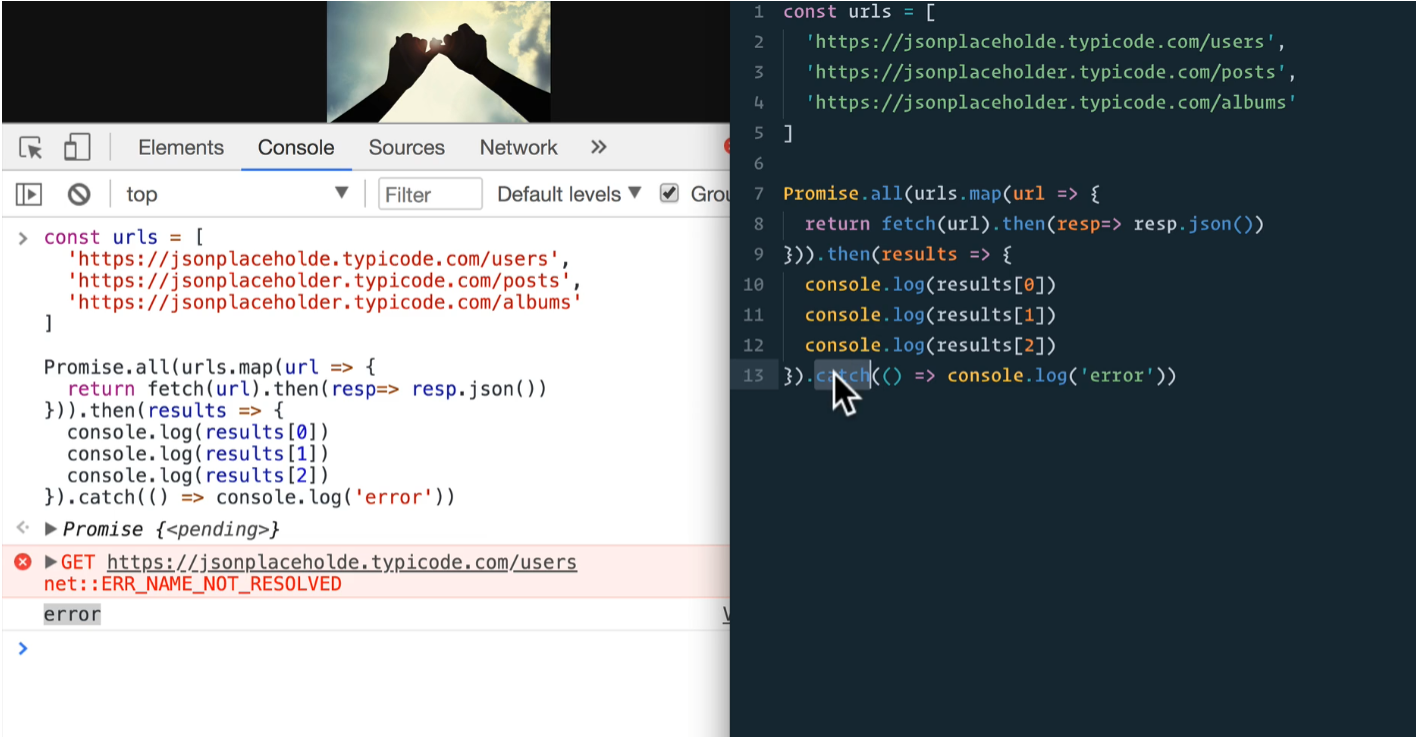 Elements Console Sources Network »
top ▼ Filter Default levels ▼
> const urls = [
'https://jsonplaceholde.typicode.com/users',
'https://jsonplaceholder.typicode.com/posts',
'https://jsonplaceholder.typicode.com/albums'
]
Promise.all(urls.map(url => {
return fetch(url).then(resp=> resp.json())
})).then(results => {
console.log(results[0])
console.log(results[1])
console.log(results[2])
}).catch(() => console.log('error'))
Promise {<pending>}
GET https://jsonplaceholde.typicode.com/users
net::ERR_NAME_NOT_RESOLVED
error
>
1 const urls = [
2 'https://jsonplaceholde.typicode.com/users',
3 'https://jsonplaceholder.typicode.com/posts',
4 'https://jsonplaceholder.typicode.com/albums'
5 ]
6
7 Promise.all(urls.map(url => {
8 return fetch(url).then(resp=> resp.json())
9 })).then(results => {
10 console.log(results[0])
11 console.log(results[1])
12 console.log(results[2])
13 }).catch(() => console.log('error'))